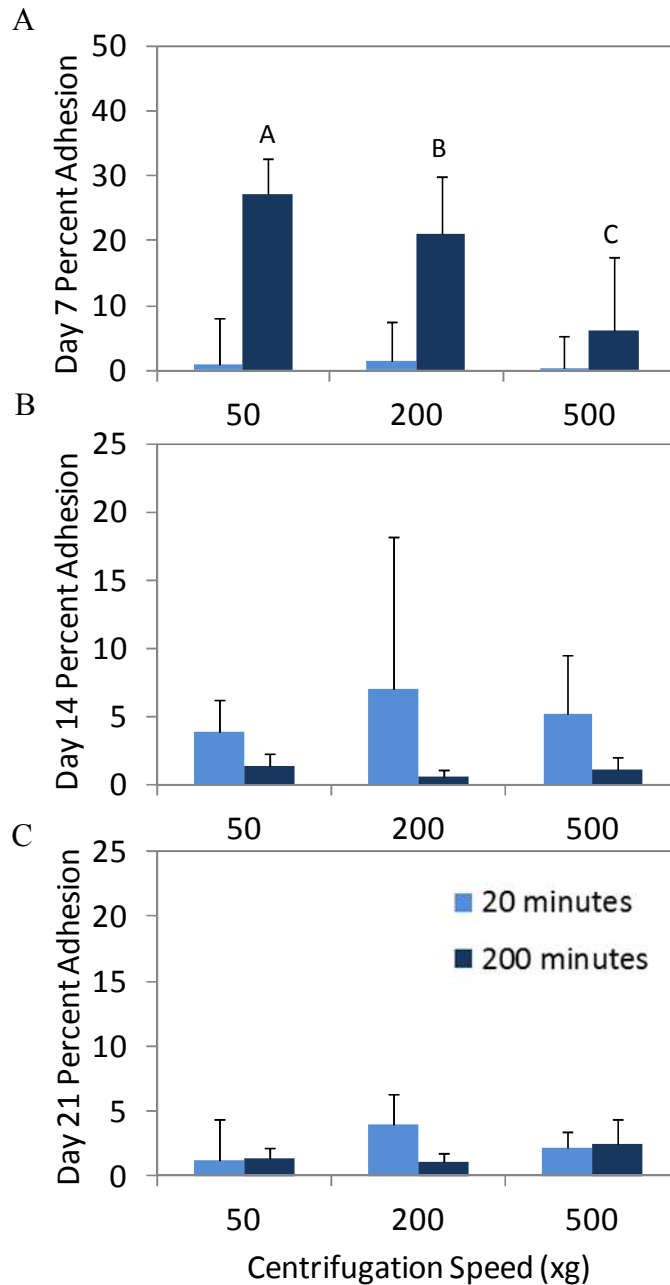 A
Day 7 Percent Adhesion
50
40
30
20
10
0
A
B
C
50 200 500
B
Day 14 Percent Adhesion
25
20
15
10
5
0
50 200 500
C
Day 21 Percent Adhesion
25
20
15
10
5
0
20 minutes
200 minutes
50 200 500
Centrifugation Speed (xg)